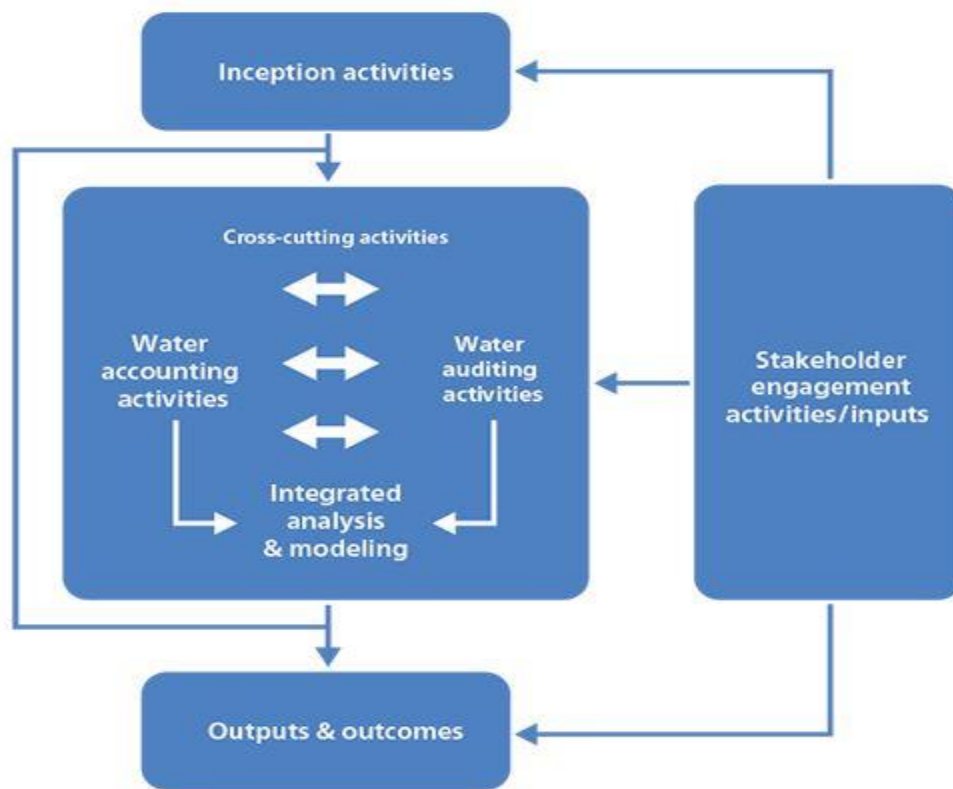 Inception activities
Cross-cutting activities
Water
accounting
activities
Water
auditing
activities
Integrated
analysis
& modeling
Stakeholder
engagement
activities/inputs
Outputs & outcomes